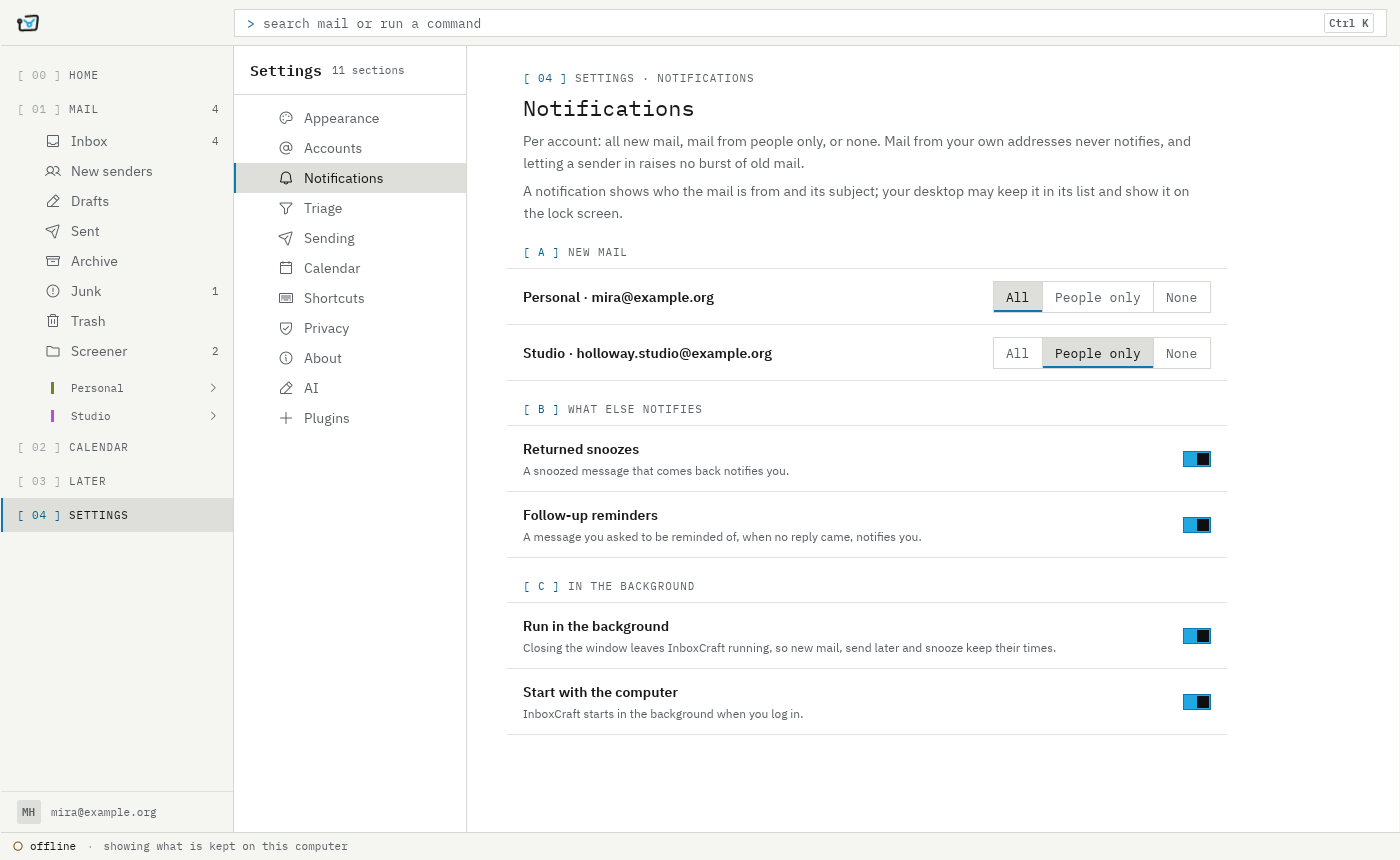 > search mail or run a command Ctrl K
[ 00 ] HOME
[ 01 ] MAIL 4
Inbox 4
New senders
Drafts
Sent
Archive
Junk 1
Trash
Screener 2
Personal
Studio
[ 02 ] CALENDAR
[ 03 ] LATER
[ 04 ] SETTINGS
MH mira@example.org
Settings 11 sections
Appearance
Accounts
Notifications
Triage
Sending
Calendar
Shortcuts
Privacy
About
AI
Plugins
[ 04 ] SETTINGS · NOTIFICATIONS
Notifications
Per account: all new mail, mail from people only, or none. Mail from your own addresses never notifies, and
letting a sender in raises no burst of old mail.
A notification shows who the mail is from and its subject; your desktop may keep it in its list and show it on
the lock screen.
[ A ] NEW MAIL
Personal · mira@example.org All People only None
Studio · holloway.studio@example.org All People only None
[ B ] WHAT ELSE NOTIFIES
Returned snoozes
A snoozed message that comes back notifies you.
Follow-up reminders
A message you asked to be reminded of, when no reply came, notifies you.
[ C ] IN THE BACKGROUND
Run in the background
Closing the window leaves InboxCraft running, so new mail, send later and snooze keep their times.
Start with the computer
InboxCraft starts in the background when you log in.
offline · showing what is kept on this computer